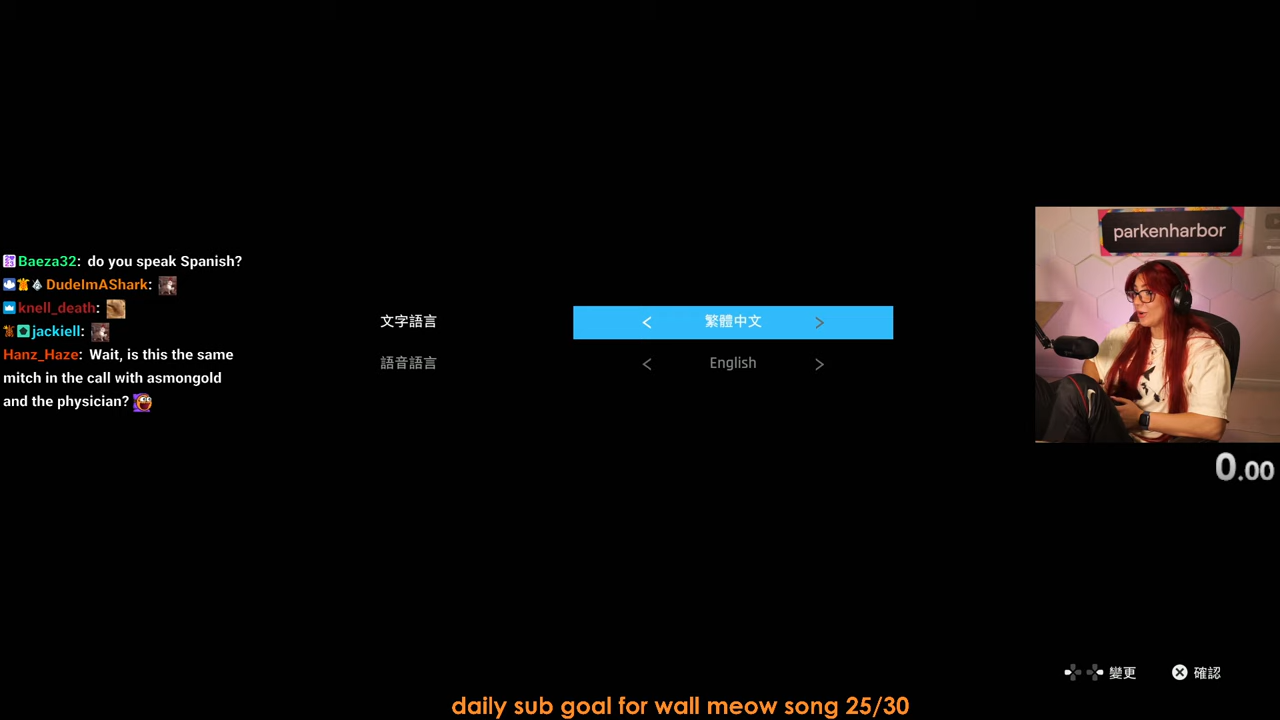 parkenharbor
Baeza32: do you speak Spanish?
DudeImAShark:
knell_death:
jackiell:
Hanz_Haze: Wait, is this the same
mitch in the call with asmongold
and the physician?
文字語言 < 繁體中文 >
語音語言 < English >
0.00
變更 確認
daily sub goal for wall meow song 25/30